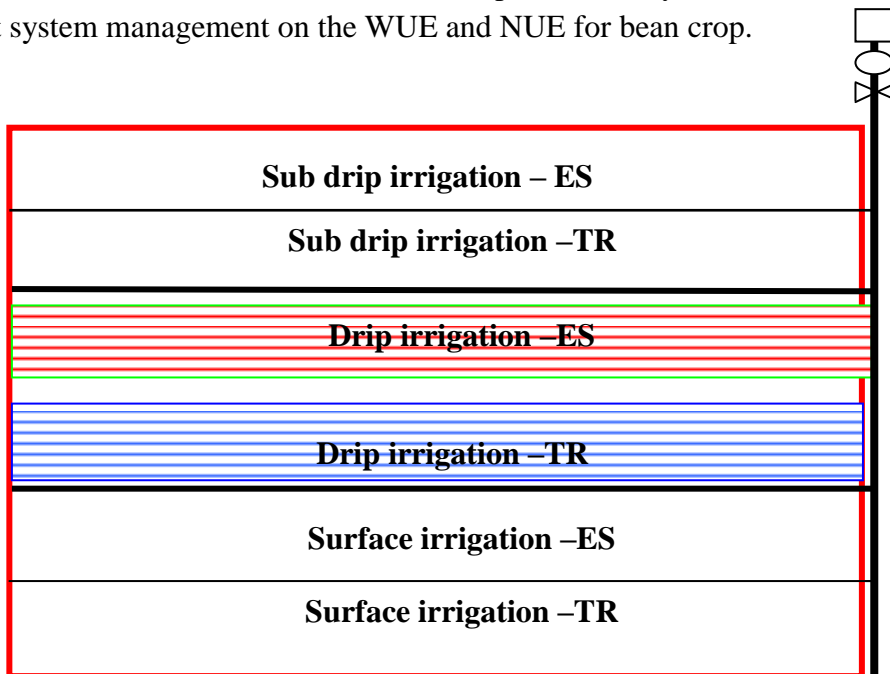 t system management on the WUE and NUE for bean crop.
Sub drip irrigation – ES
Sub drip irrigation –TR
Drip irrigation –ES
Drip irrigation –TR
Surface irrigation –ES
Surface irrigation –TR